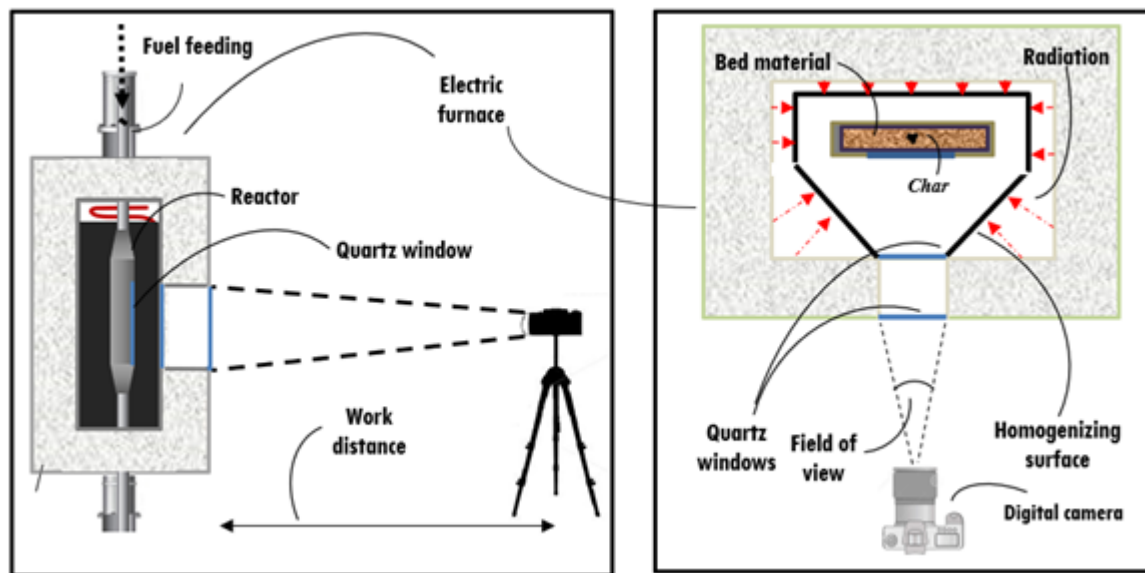 Fuel feeding
Electric
furnace
Reactor
Quartz window
Work
distance
Bed material
Radiation
Char
Quartz
windows
Field of
view
Homogenizing
surface
Digital camera